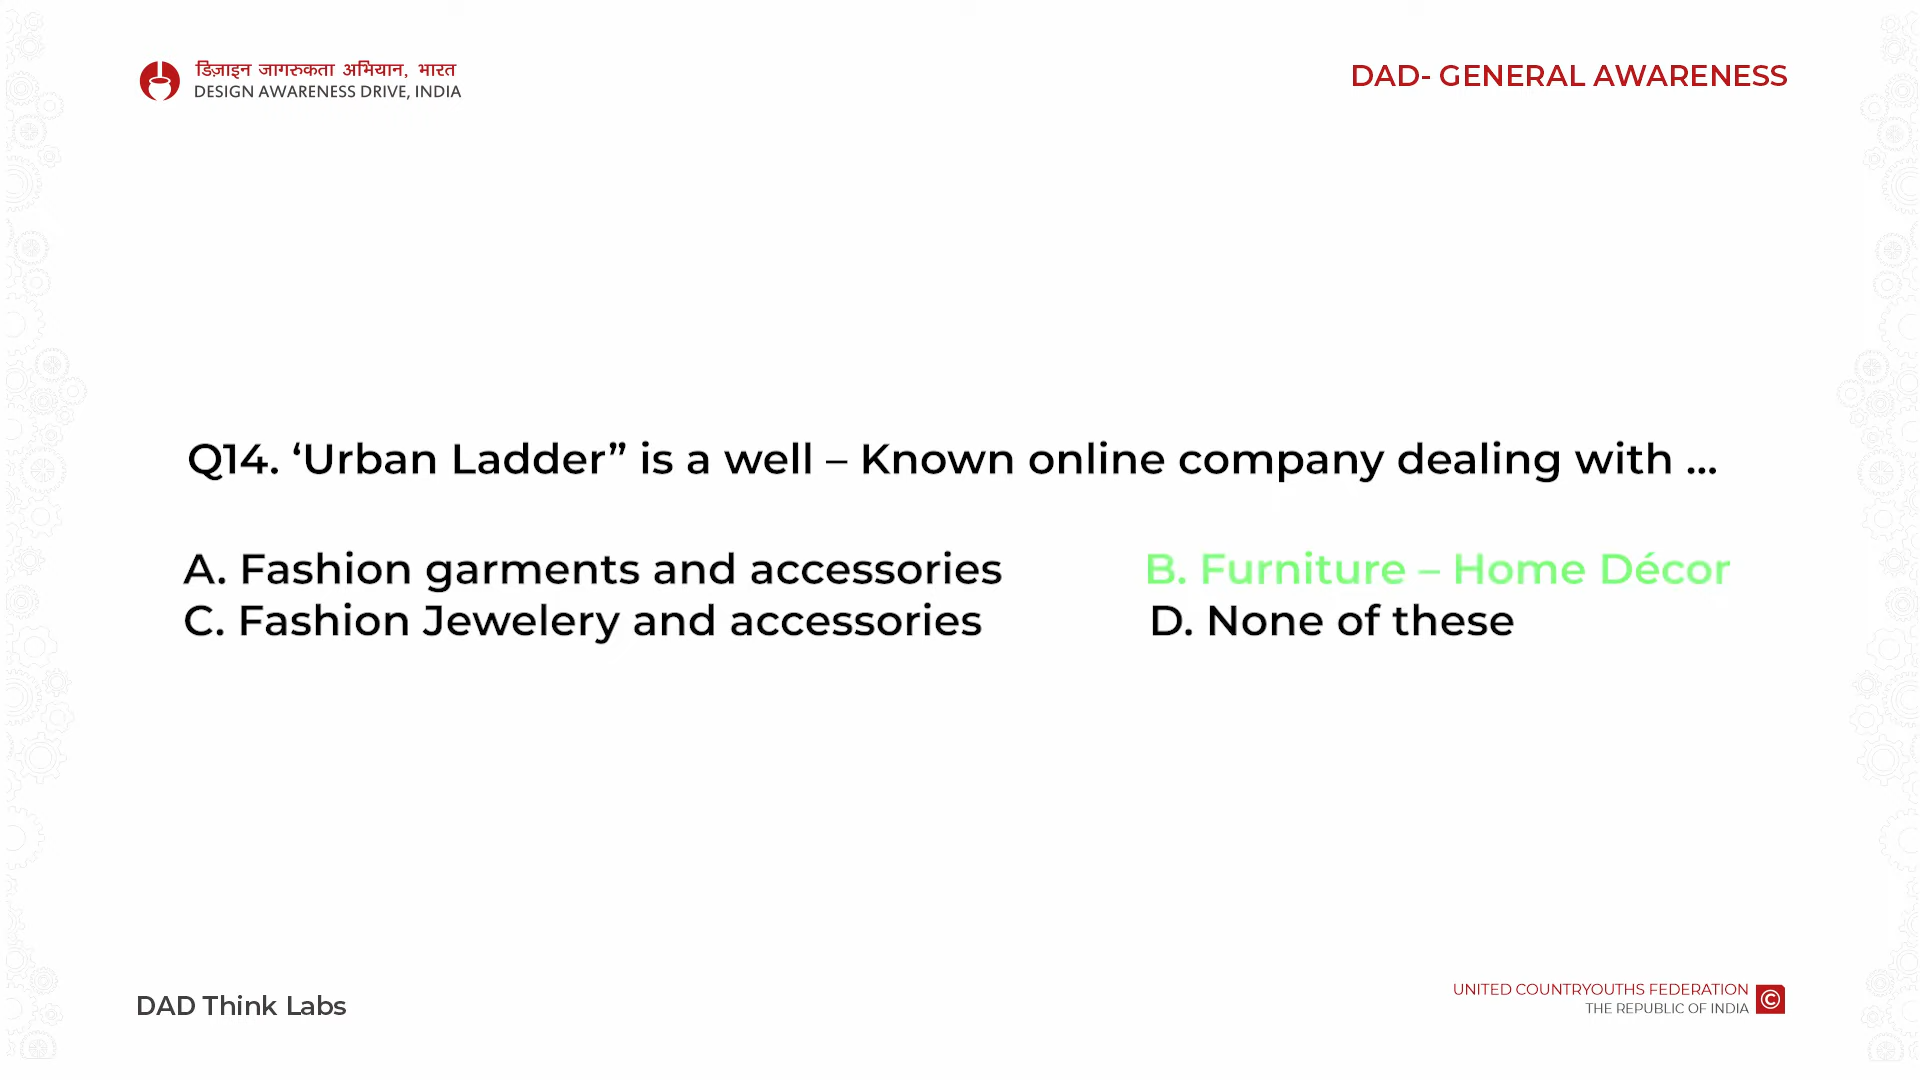 डिज़ाइन जागरुकता अभियान, भारत
DESIGN AWARENESS DRIVE, INDIA
DAD- GENERAL AWARENESS
Q14. ‘Urban Ladder” is a well – Known online company dealing with ...
A. Fashion garments and accessories
B. Furniture – Home Décor
C. Fashion Jewelery and accessories
D. None of these
DAD Think Labs
UNITED COUNTRYOUTHS FEDERATION
THE REPUBLIC OF INDIA
©